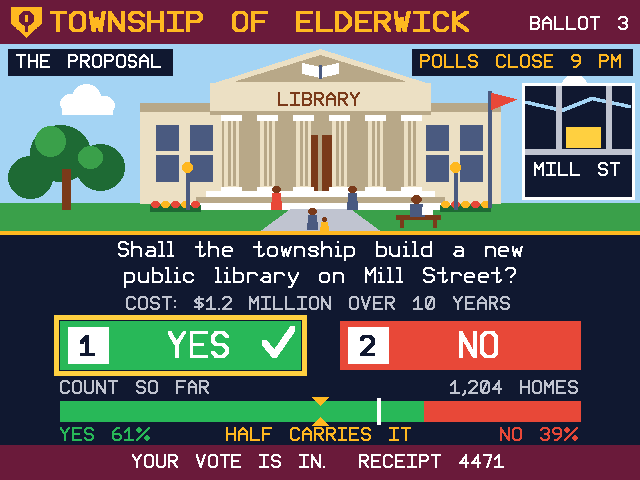 TOWNSHIP OF ELDERWICK
BALLOT 3
THE PROPOSAL
POLLS CLOSE 9 PM
LIBRARY
MILL ST
Shall the township build a new
public library on Mill Street?
COST: $1.2 MILLION OVER 10 YEARS
1 YES
2 NO
COUNT SO FAR
1,204 HOMES
YES 61%
HALF CARRIES IT
NO 39%
YOUR VOTE IS IN. RECEIPT 4471